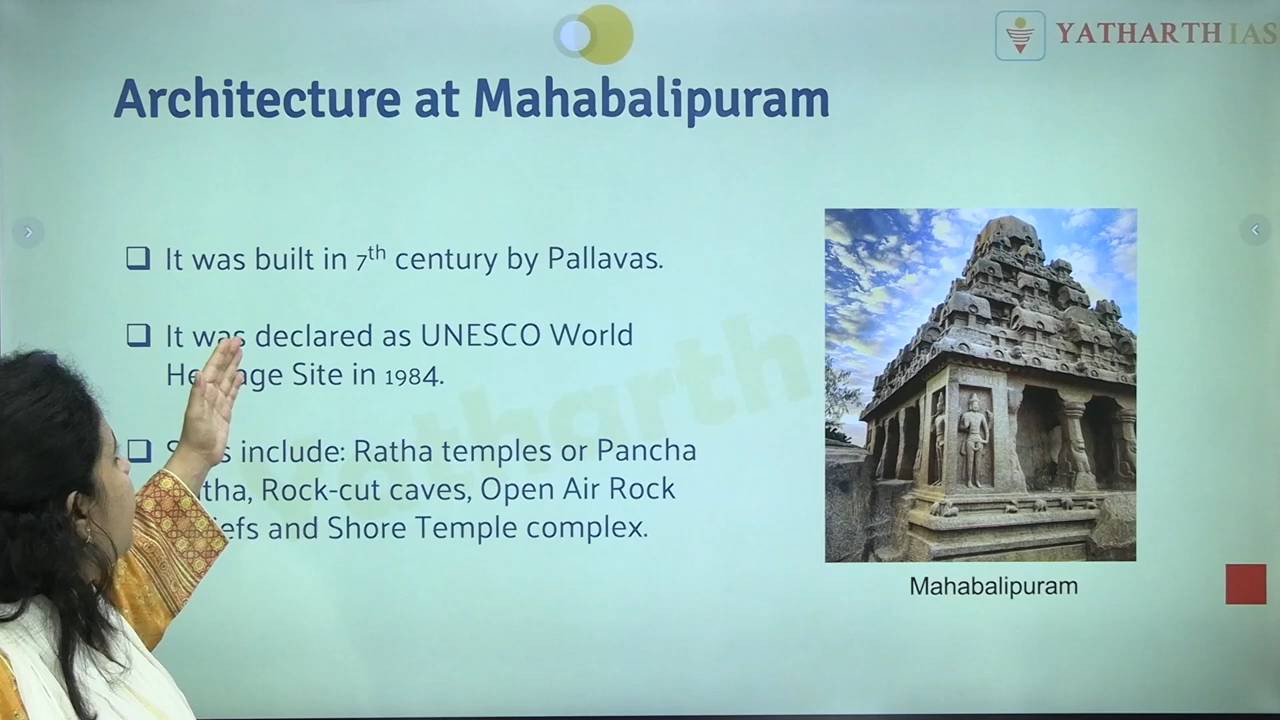 YATHARTH IAS
Architecture at Mahabalipuram
❑ It was built in 7th century by Pallavas.
❑ It was declared as UNESCO World
Heritage Site in 1984.
❑ include: Ratha temples or Pancha
Rock-cut caves, Open Air Rock
and Shore Temple complex.
Yatharth
Mahabalipuram